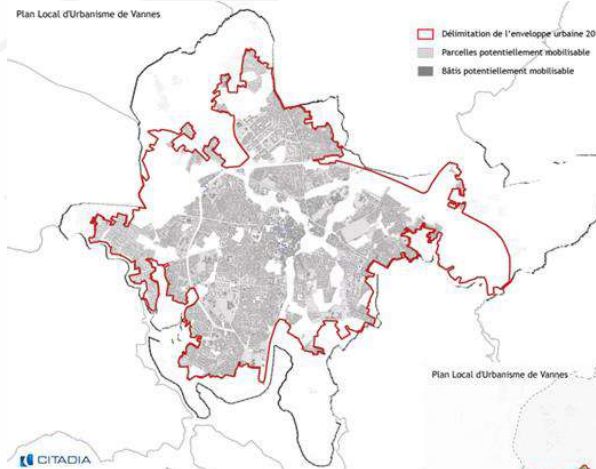 Plan Local d'Urbanisme de Vannes
Délimitation de l'enveloppe urbaine 20
Parcelles potentiellement mobilisable
Bâtis potentiellement mobilisable
Plan Local d'Urbanisme de Vannes
CITADIA